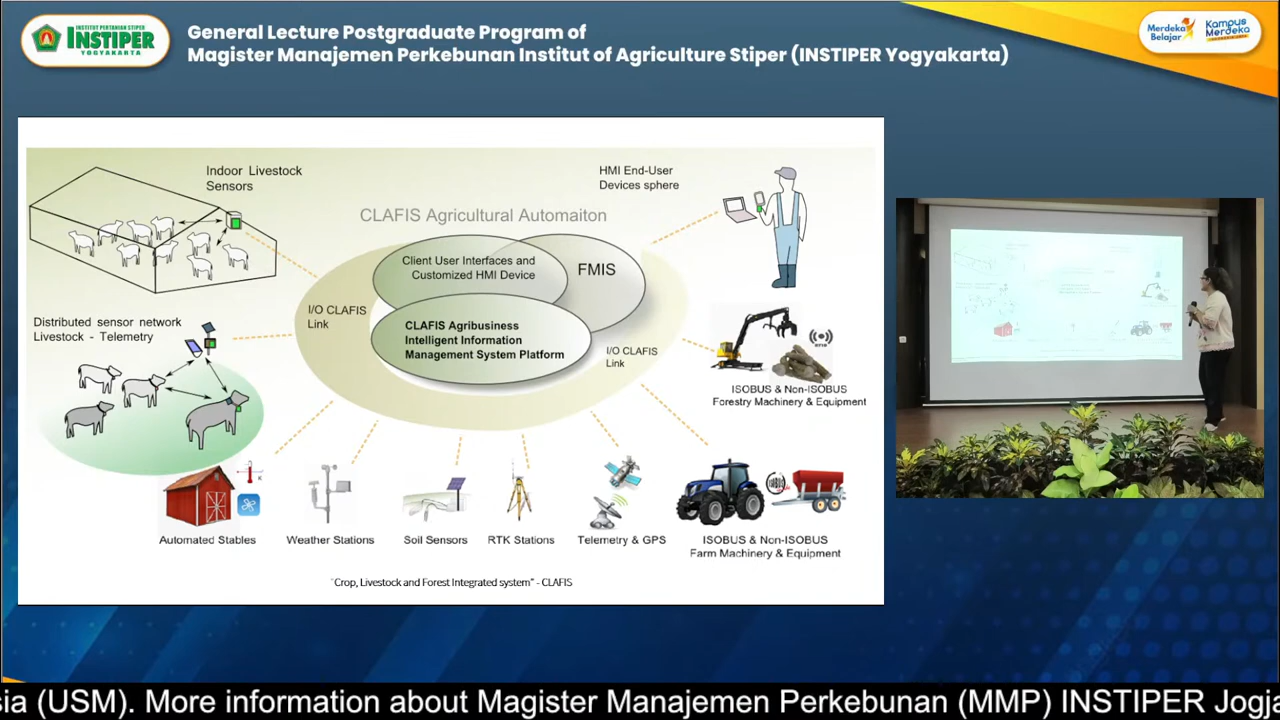 INSTITUT PERTANIAN STIPER
INSTIPER
YOGYAKARTA
General Lecture Postgraduate Program of
Magister Manajemen Perkebunan Institut of Agriculture Stiper (INSTIPER Yogyakarta)
Merdeka
Belajar
Kampus
Merdeka
Indoor Livestock
Sensors
HMI End-User
Devices sphere
CLAFIS Agricultural Automaiton
Client User Interfaces and
Customized HMI Device
FMIS
I/O CLAFIS
Link
CLAFIS Agribusiness
Intelligent Information
Management System Platform
I/O CLAFIS
Link
Distributed sensor network
Livestock - Telemetry
ISOBUS & Non-ISOBUS
Forestry Machinery & Equipment
Automated Stables
Weather Stations
Soil Sensors
RTK Stations
Telemetry & GPS
ISOBUS & Non-ISOBUS
Farm Machinery & Equipment
`Crop, Livestock and Forest Integrated system" - CLAFIS
sia (USM). More information about Magister Manajemen Perkebunan (MMP) INSTIPER Jogja